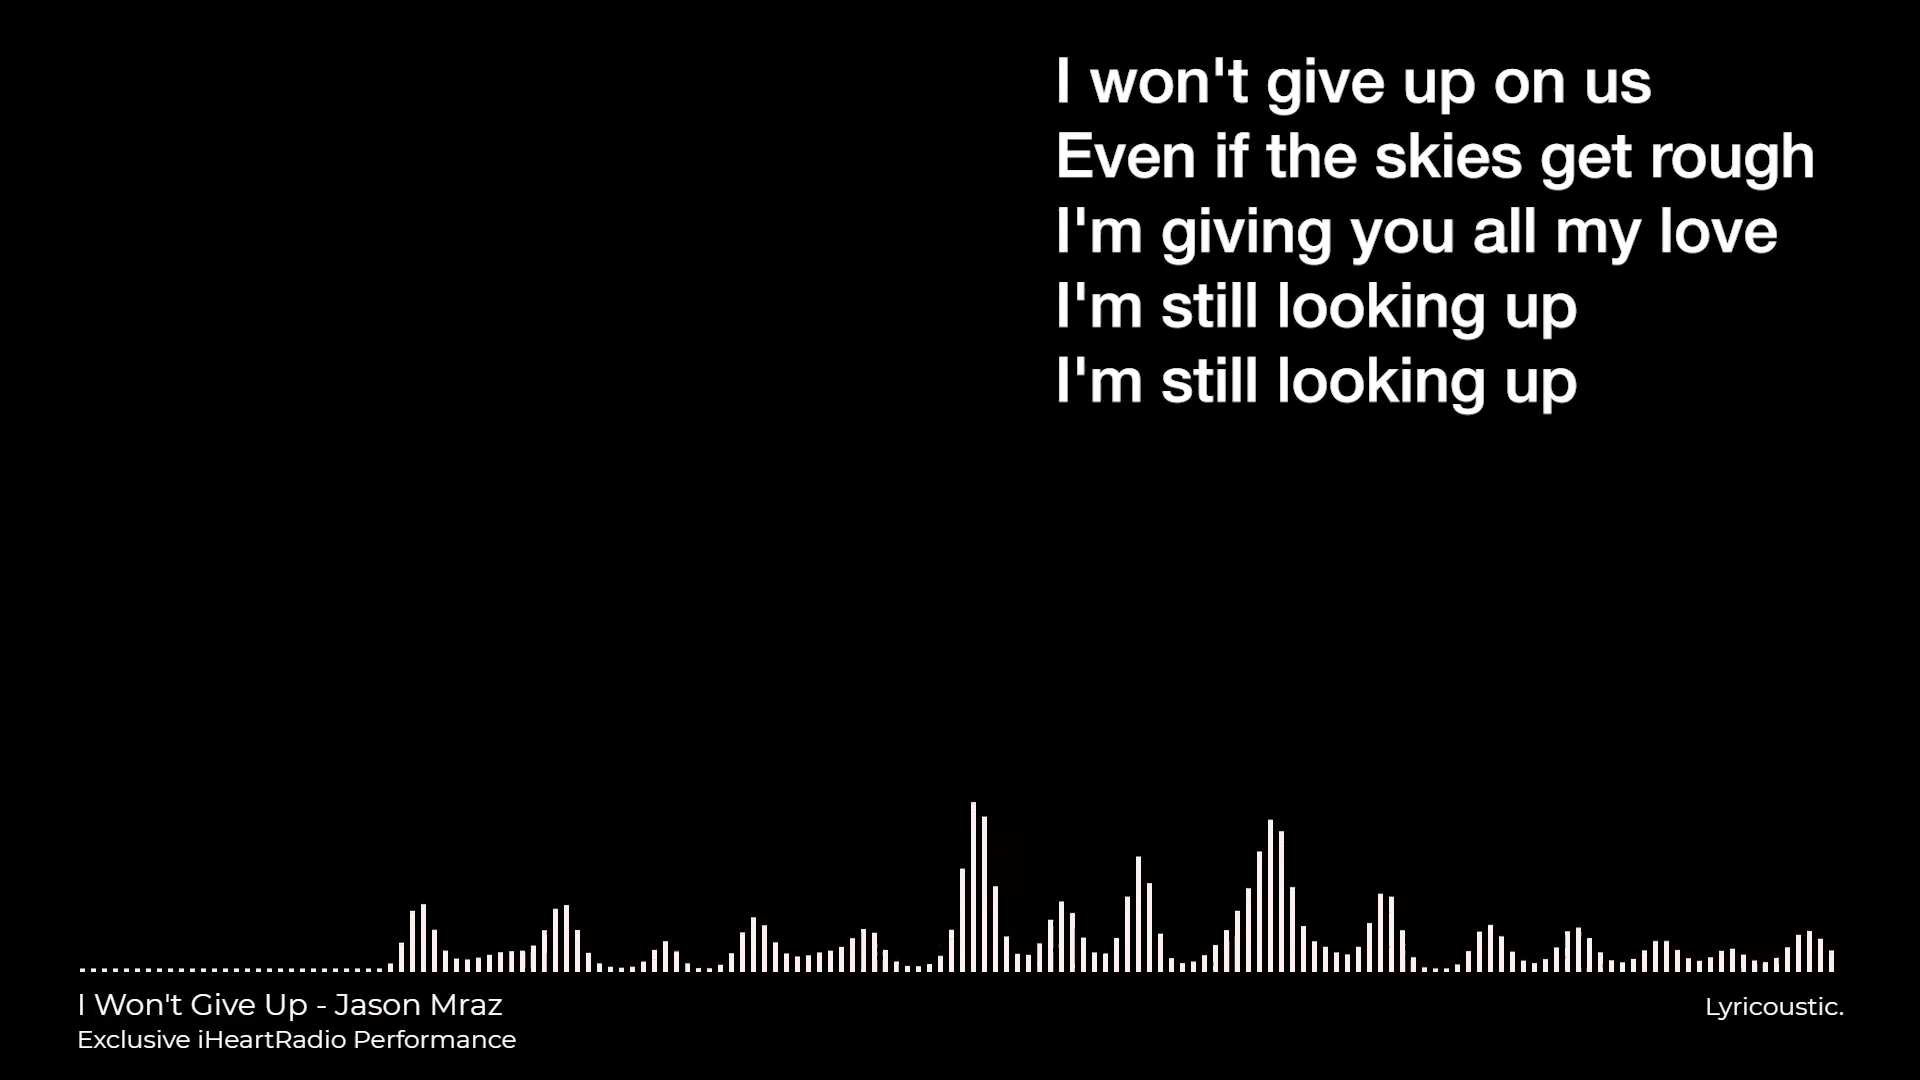 I won't give up on us
Even if the skies get rough
I'm giving you all my love
I'm still looking up
I'm still looking up
I Won't Give Up - Jason Mraz
Exclusive iHeartRadio Performance
Lyricoustic.